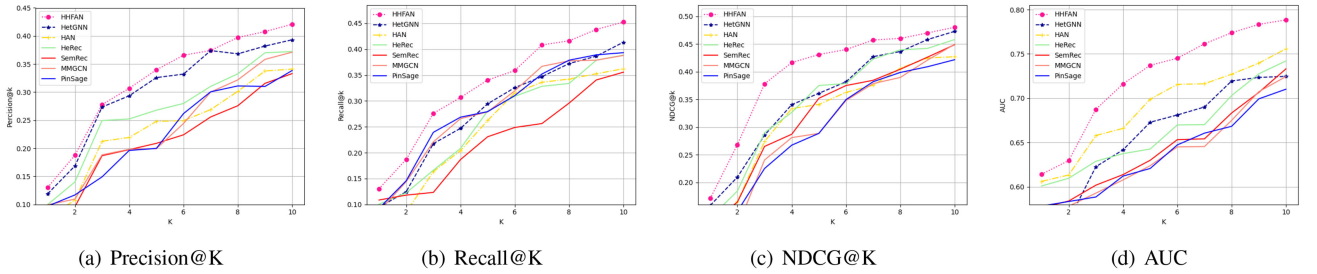 0.45
0.40
0.35
0.30
0.25
0.20
0.15
0.10
Percision@k
HHFAN
HetGNN
HAN
HeRec
SemRec
MMGCN
PinSage
2
4
6
8
10
K
(a) Precision@K
0.45
0.40
0.35
0.30
0.25
0.20
0.15
0.10
Recall@k
HHFAN
HetGNN
HAN
HeRec
SemRec
MMGCN
PinSage
2
4
6
8
10
K
(b) Recall@K
0.50
0.45
0.40
0.35
0.30
0.25
0.20
NDCG@k
HHFAN
HetGNN
HAN
HeRec
SemRec
MMGCN
PinSage
2
4
6
8
10
K
(c) NDCG@K
0.80
0.75
0.70
0.65
0.60
AUC
HHFAN
HetGNN
HAN
HeRec
SemRec
MMGCN
PinSage
2
4
6
8
10
K
(d) AUC